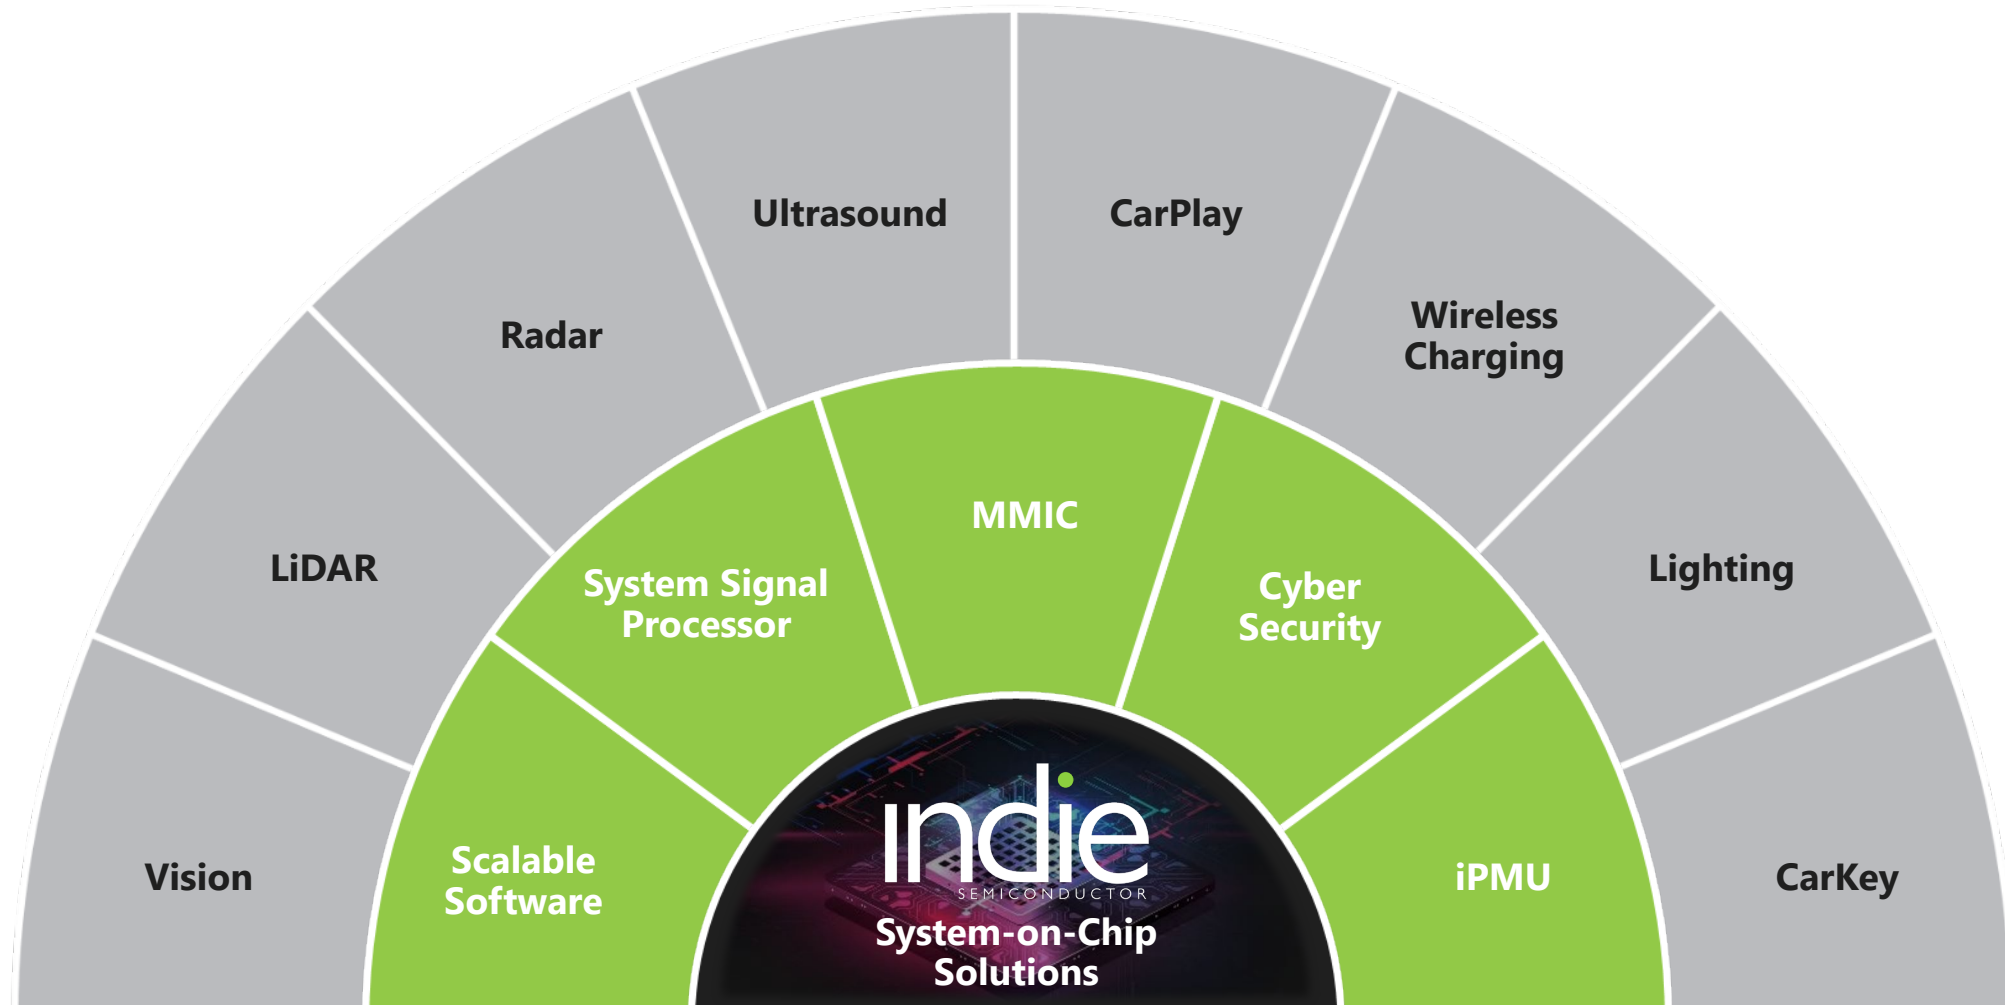 Ultrasound
CarPlay
Wireless
Charging
Radar
LiDAR
Lighting
Vision
CarKey
MMIC
System Signal
Processor
Cyber
Security
Scalable
Software
iPMU
indie
SEMICONDUCTOR
System-on-Chip
Solutions